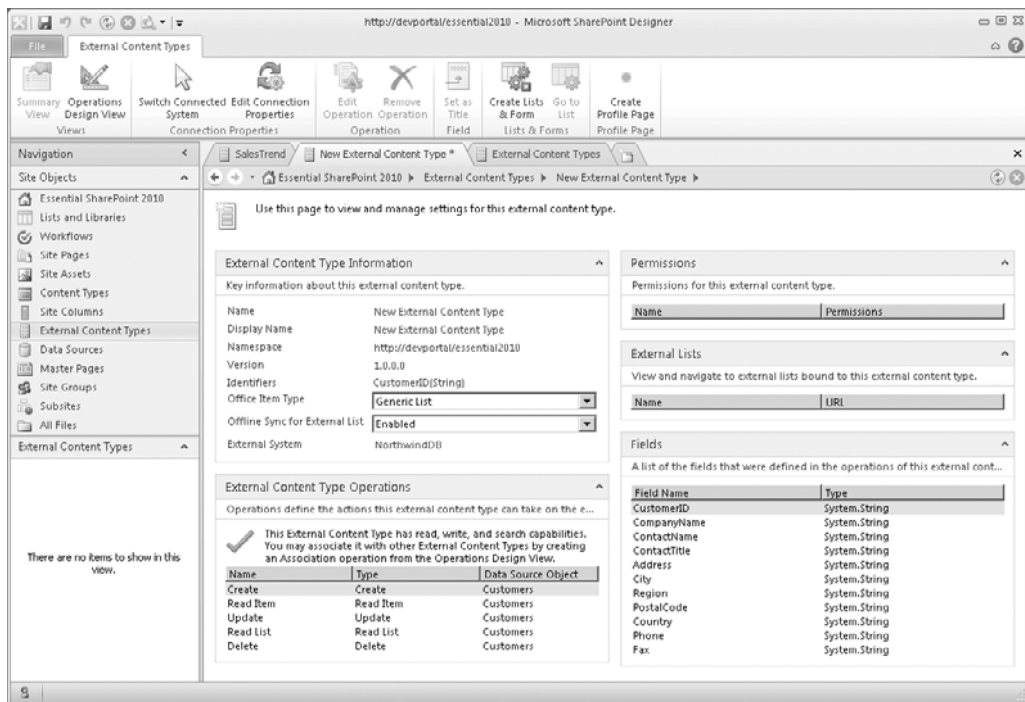 http://devportal/essential2010 - Microsoft SharePoint Designer
File
External Content Types
Summary View
Operations Design View
Views
Switch Connected System
Edit Connection Properties
Connection Properties
Edit Operation
Remove Operation
Operation
Set as Title
Field
Create Lists & Form
Go to List
Lists & Forms
Create Profile Page
Profile Page
Navigation
Site Objects
Essential SharePoint 2010
Lists and Libraries
Workflows
Site Pages
Site Assets
Content Types
Site Columns
External Content Types
Data Sources
Master Pages
Site Groups
Subsites
All Files
External Content Types
There are no items to show in this
view.
SalesTrend
New External Content Type *
External Content Types
Essential SharePoint 2010 External Content Types New External Content Type
Use this page to view and manage settings for this external content type.
External Content Type Information
Key information about this external content type.
Name New External Content Type
Display Name New External Content Type
Namespace http://devportal/essential2010
Version 1.0.0.0
Identifiers CustomerID(String)
Office Item Type Generic List
Offline Sync for External List Enabled
External System NorthwindDB
External Content Type Operations
Operations define the actions this external content type can take on the e...
This External Content Type has read, write, and search capabilities.
You may associate it with other External Content Types by creating
an Association operation from the Operations Design View.
Name Type Data Source Object
Create Create Customers
Read Item Read Item Customers
Update Update Customers
Read List Read List Customers
Delete Delete Customers
Permissions
Permissions for this external content type.
Name Permissions
External Lists
View and navigate to external lists bound to this external content type.
Name URL
Fields
A list of the fields that were defined in the operations of this external cont...
Field Name Type
CustomerID System.String
CompanyName System.String
ContactName System.String
ContactTitle System.String
Address System.String
City System.String
Region System.String
PostalCode System.String
Country System.String
Phone System.String
Fax System.String